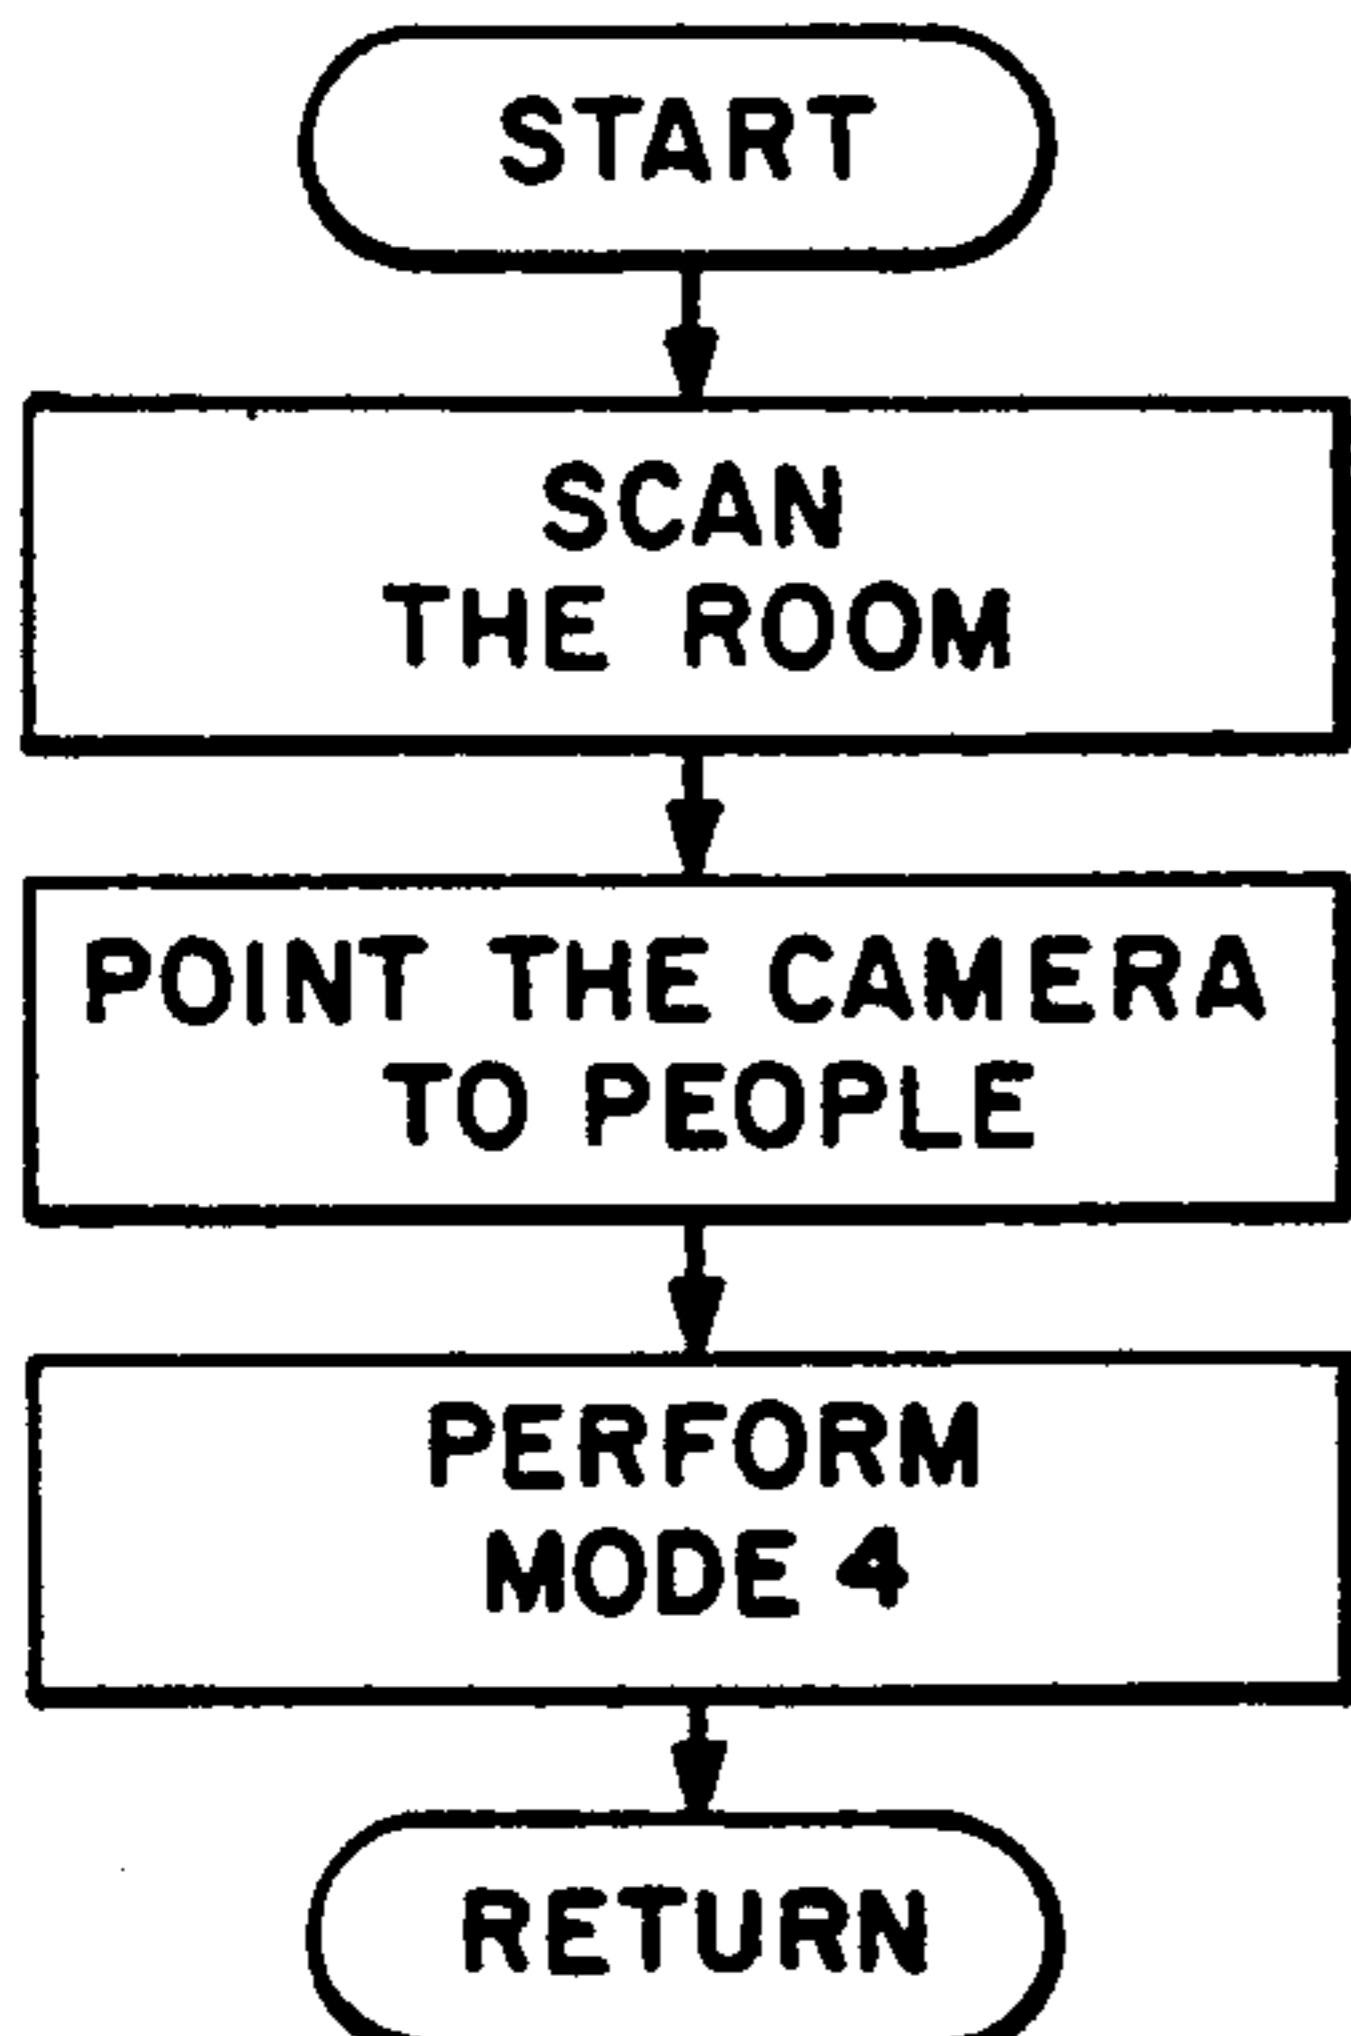 START
SCAN
THE ROOM
POINT THE CAMERA
TO PEOPLE
PERFORM
MODE 4
RETURN